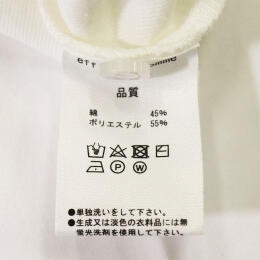 eff
品質
綿 45%
ポリエステル 55%
P W
●単独洗いをして下さい。
●生成又は淡色の衣料品には無
蛍光洗剤を使用して下さい。